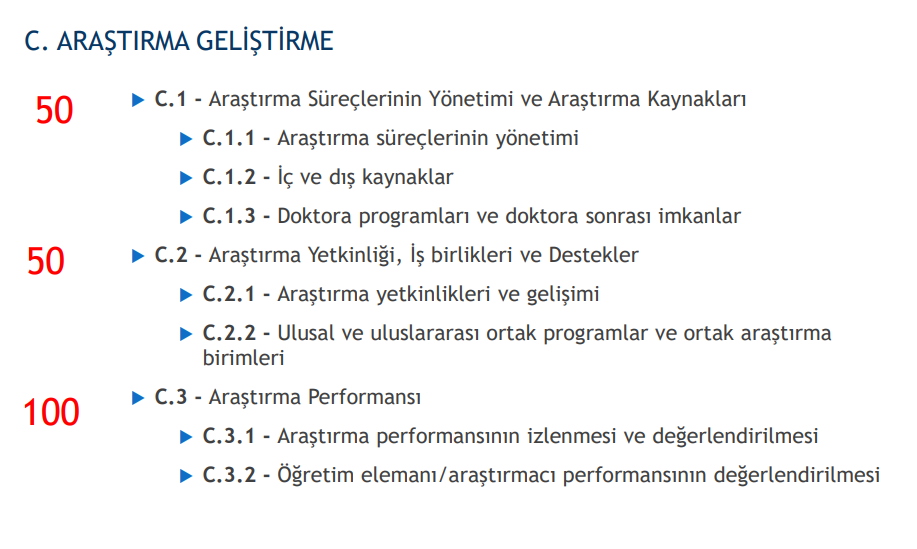 C. ARAŞTIRMA GELİŞTİRME
50
C.1 - Araştırma Süreçlerinin Yönetimi ve Araştırma Kaynakları
C.1.1 - Araştırma süreçlerinin yönetimi
C.1.2 - İç ve dış kaynaklar
C.1.3 - Doktora programları ve doktora sonrası imkanlar
50
C.2 - Araştırma Yetkinliği, İş birlikleri ve Destekler
C.2.1 - Araştırma yetkinlikleri ve gelişimi
C.2.2 - Ulusal ve uluslararası ortak programlar ve ortak araştırma
birimleri
100
C.3 - Araştırma Performansı
C.3.1 - Araştırma performansının izlenmesi ve değerlendirilmesi
C.3.2 - Öğretim elemanı/araştırmacı performansının değerlendirilmesi